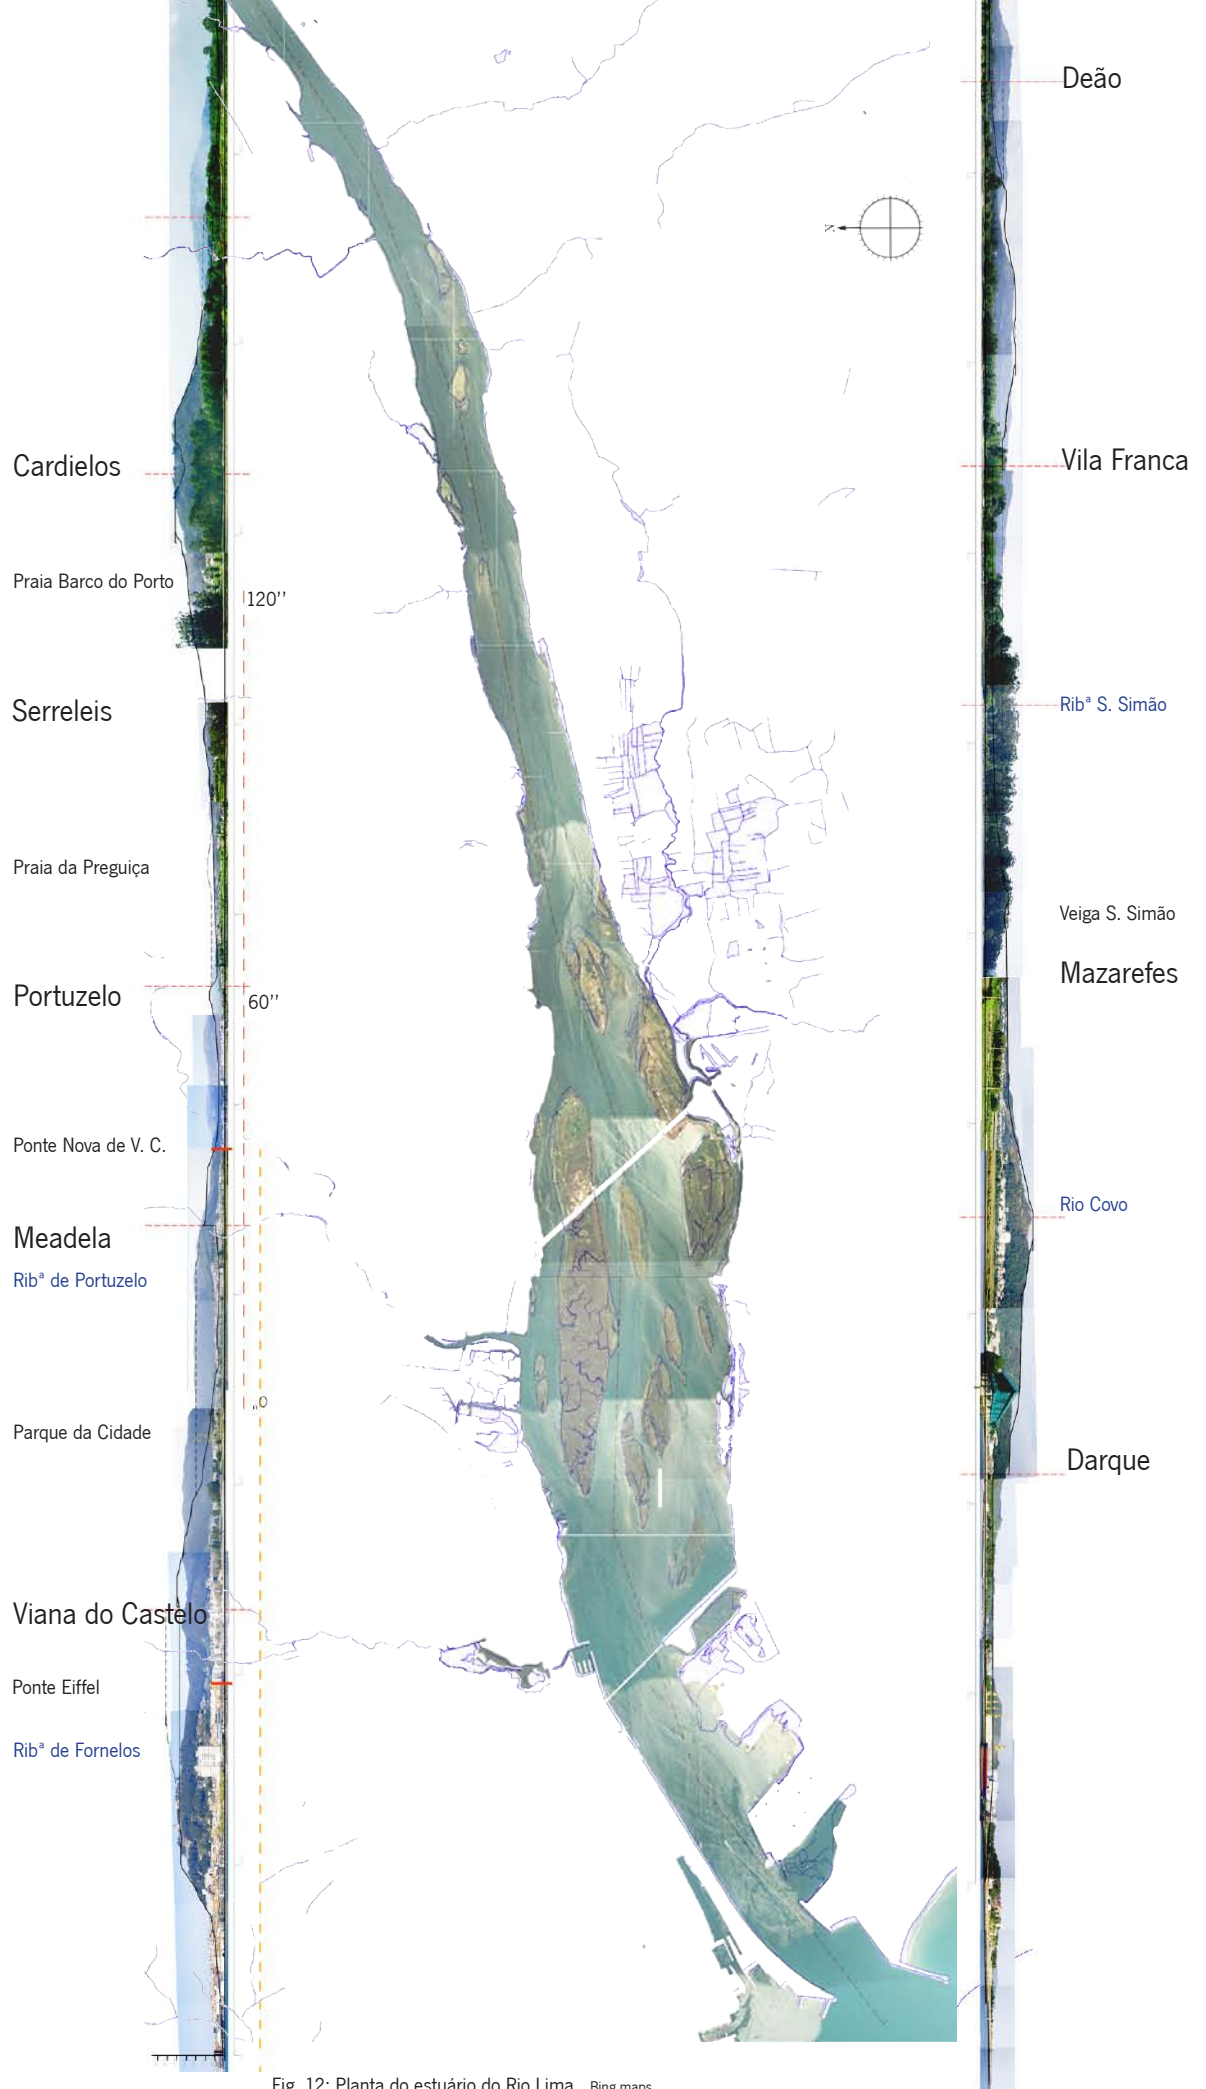 Deão
N
Cardielos
Vila Franca
Praia Barco do Porto
120’’
Serreleis
Ribª S. Simão
Praia da Preguiça
Veiga S. Simão
Mazarefes
Portuzelo
60’’
Ponte Nova de V. C.
Rio Covo
Meadela
Ribª de Portuzelo
0’’
Parque da Cidade
Darque
Viana do Castelo
Ponte Eiffel
Ribª de Fornelos
Fig. 12: Planta do estuário do Rio Lima Bing maps